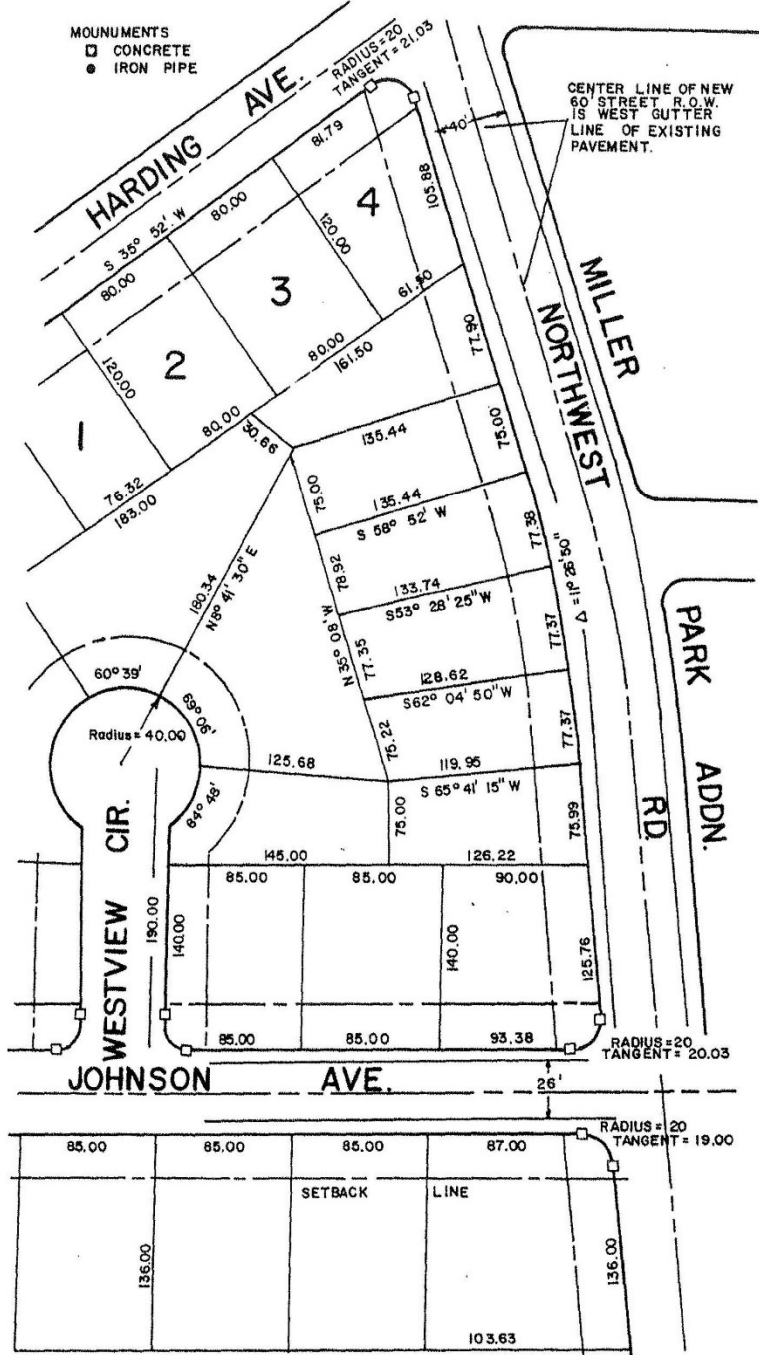 MOUNUMENTS
CONCRETE
IRON PIPE
HARDING AVE.
RADIUS=20
TANGENT=21.03
CENTER LINE OF NEW
60' STREET R.O.W.
IS WEST GUTTER
LINE OF EXISTING
PAVEMENT.
40'
81.79
S 35° 52' W
80.00
80.00
105.88
4
120.00
3
61.50
80.00
161.50
120.00
2
80.00
30.66
1
76.32
183.00
77.90
MILLER
NORTHWEST
135.44
75.00
75.00
135.44
S 58° 52' W
77.38
78.92
133.74
S53° 28' 25" W
Δ = 11° 26' 50"
180.34
N8° 41' 30" E
N 35° 08' W
77.35
77.37
128.62
S62° 04' 50" W
60° 39'
69° 06'
Radius = 40.00
75.22
77.37
PARK ADDN.
125.68
119.95
S 65° 41' 15" W
84° 48'
75.00
75.99
RD.
WESTVIEW CIR.
145.00
126.22
85.00
85.00
90.00
190.00
140.00
140.00
125.76
85.00
85.00
93.38
RADIUS=20
TANGENT = 20.03
JOHNSON AVE.
26'
RADIUS = 20
TANGENT = 19.00
85.00
85.00
85.00
87.00
SETBACK LINE
136.00
136.00
103.63